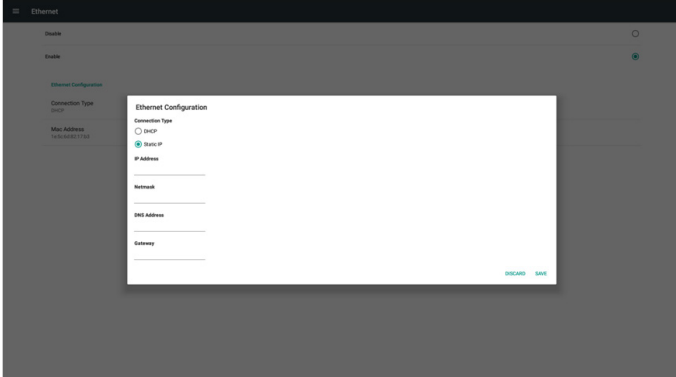 Ethernet
Disable
Enable
Ethernet Configuration
Connection Type
DHCP
Mac Address
Ethernet Configuration
Connection Type
DHCP
Static IP
IP Address
Netmask
DNS Address
Gateway
DISCARD SAVE